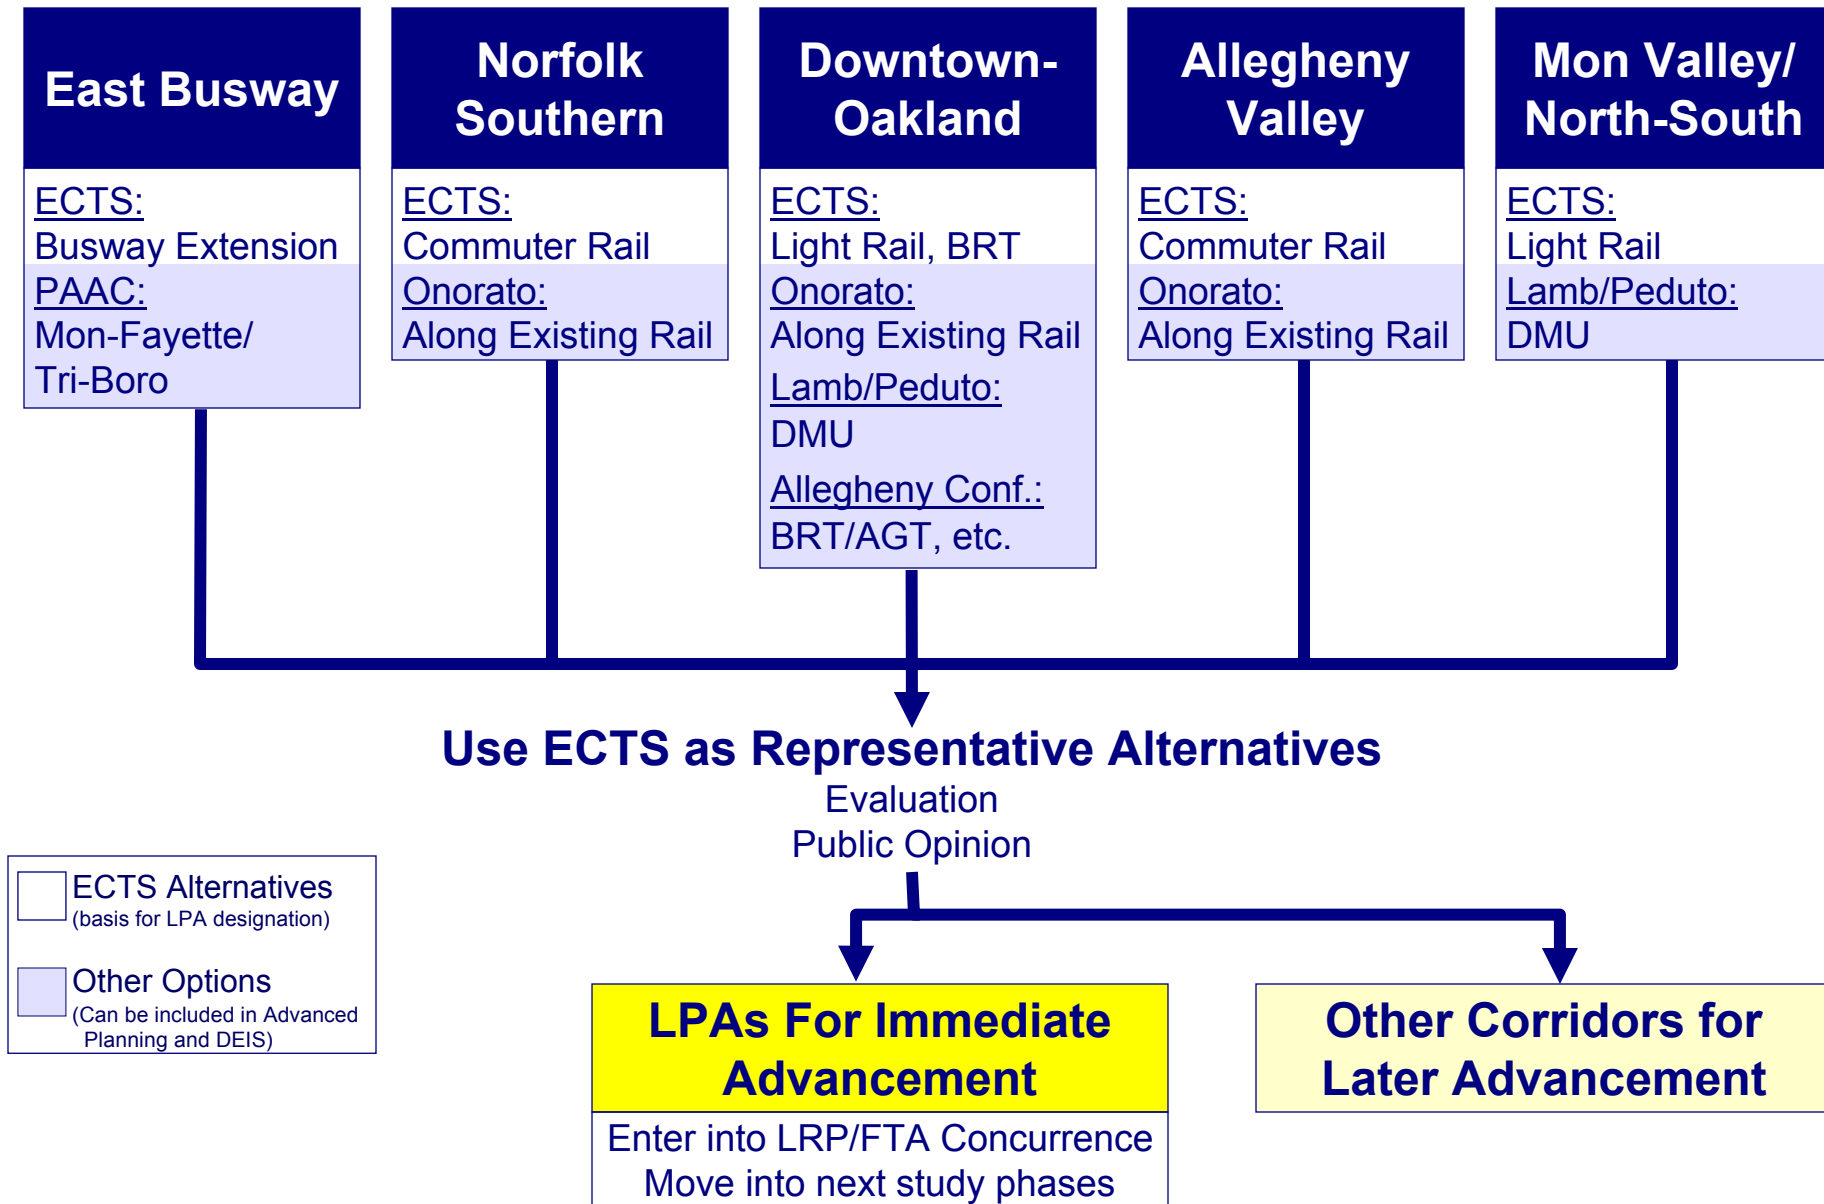 East Busway
ECTS:
Busway Extension
PAAC:
Mon-Fayette/
Tri-Boro
Norfolk
Southern
ECTS:
Commuter Rail
Onorato:
Along Existing Rail
Downtown-
Oakland
ECTS:
Light Rail, BRT
Onorato:
Along Existing Rail
Lamb/Peduto:
DMU
Allegheny Conf.:
BRT/AGT, etc.
Allegheny
Valley
ECTS:
Commuter Rail
Onorato:
Along Existing Rail
Mon Valley/
North-South
ECTS:
Light Rail
Lamb/Peduto:
DMU
Use ECTS as Representative Alternatives
Evaluation
Public Opinion
ECTS Alternatives
(basis for LPA designation)
Other Options
(Can be included in Advanced
Planning and DEIS)
LPAs For Immediate
Advancement
Enter into LRP/FTA Concurrence
Move into next study phases
Other Corridors for
Later Advancement